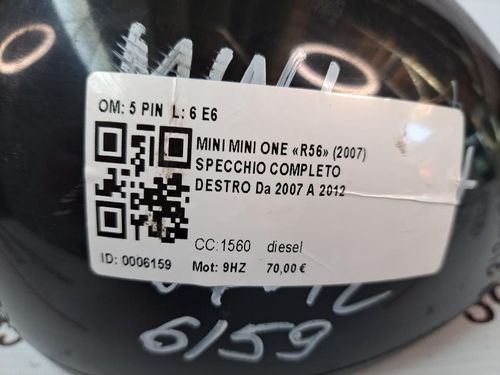 MINI
OM: 5 PIN L: 6 E6
MINI MINI ONE «R56» (2007)
SPECCHIO COMPLETO
DESTRO Da 2007 A 2012
CC:1560 diesel
ID: 0006159 Mot: 9HZ 70,00 €
6159